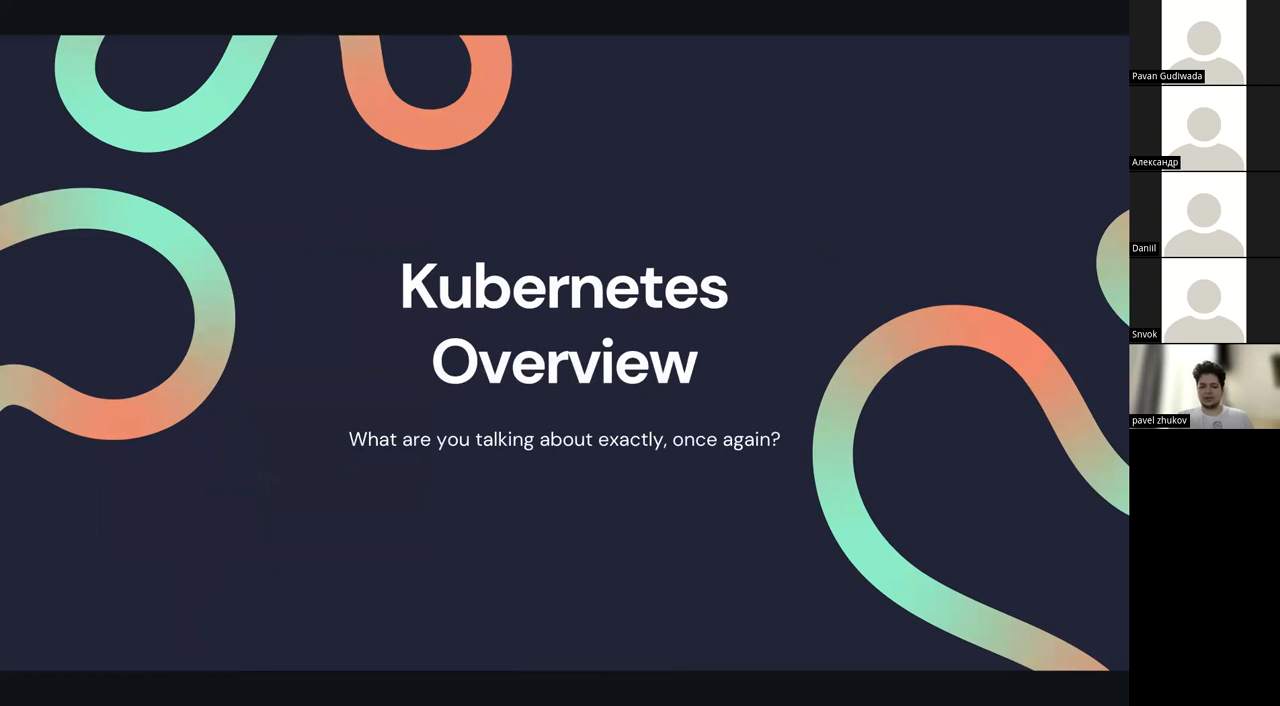 Kubernetes
Overview
What are you talking about exactly, once again?
Pavan Gudiwada
Александр
Daniil
Snvok
pavel zhukov